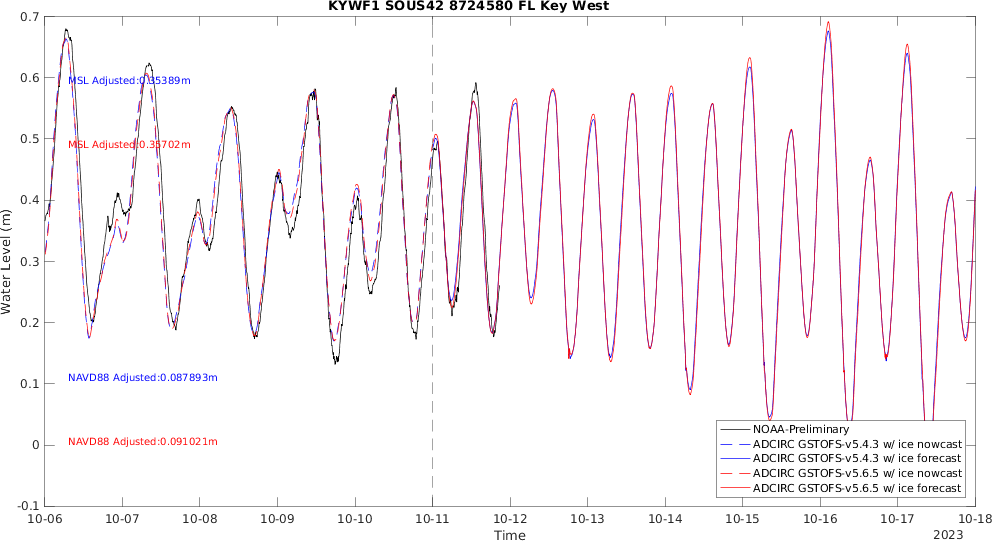 KYWF1 SOUS42 8724580 FL Key West
0.7
0.6
0.5
0.4
0.3
0.2
0.1
0
-0.1
Water Level (m)
MSL Adjusted:0.35389m
MSL Adjusted:0.35702m
NAVD88 Adjusted:0.087893m
NAVD88 Adjusted:0.091021m
NOAA-Preliminary
ADCIRC GSTOFS-v5.4.3 w/ ice nowcast
ADCIRC GSTOFS-v5.4.3 w/ ice forecast
ADCIRC GSTOFS-v5.6.5 w/ ice nowcast
ADCIRC GSTOFS-v5.6.5 w/ ice forecast
10-06 10-07 10-08 10-09 10-10 10-11 10-12 10-13 10-14 10-15 10-16 10-17 10-18
Time
2023